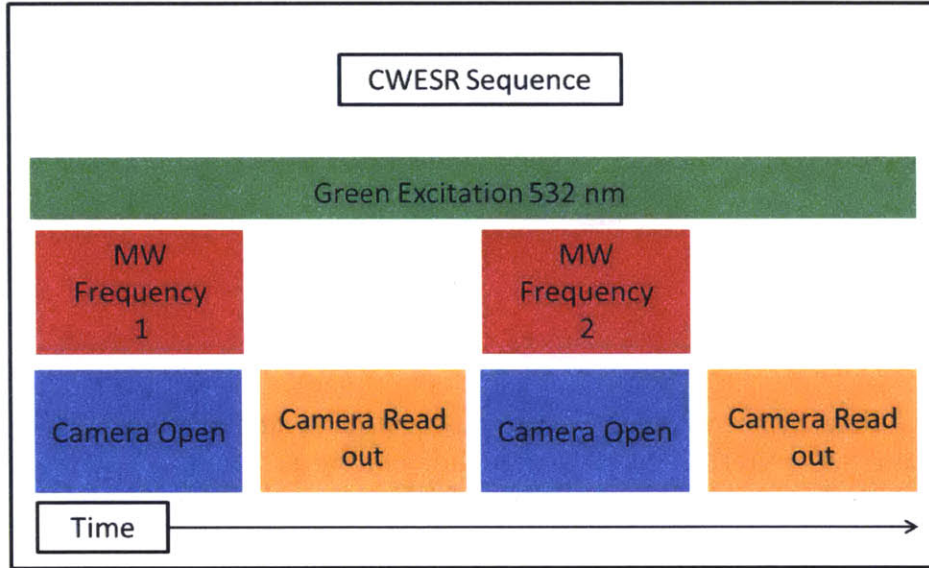 CWESR Sequence
Green Excitation 532 nm
MW
Frequency
1
MW
Frequency
2
Camera Open
Camera Read
out
Camera Open
Camera Read
out
Time